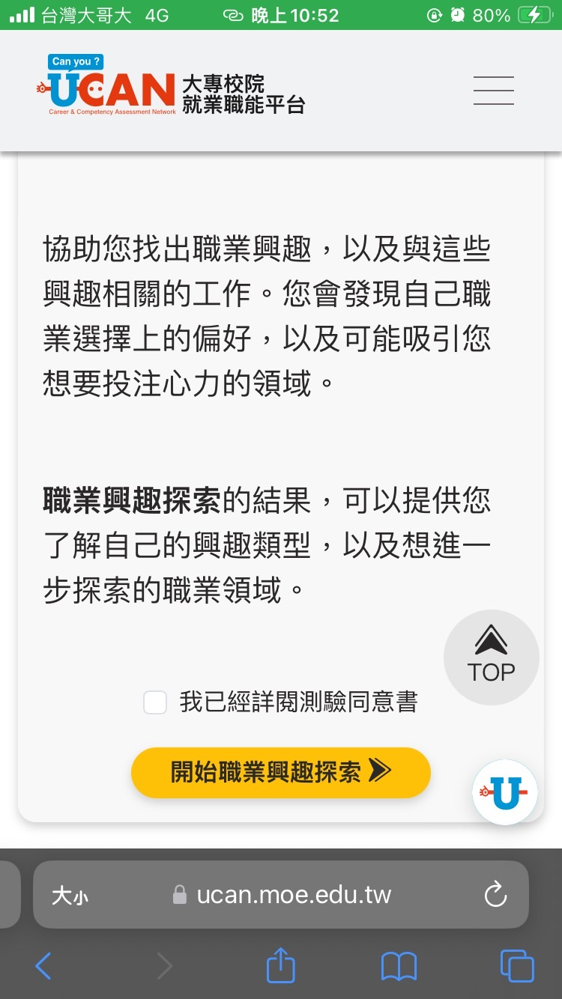 台灣大哥大 4G 晚上10:52 80%
Can you ?
UCAN
Career & Competency Assessment Network
大專校院
就業職能平台
協助您找出職業興趣，以及與這些
興趣相關的工作。您會發現自己職
業選擇上的偏好，以及可能吸引您
想要投注心力的領域。
職業興趣探索的結果，可以提供您
了解自己的興趣類型，以及想進一
步探索的職業領域。
TOP
我已經詳閱測驗同意書
開始職業興趣探索
U
大小 ucan.moe.edu.tw